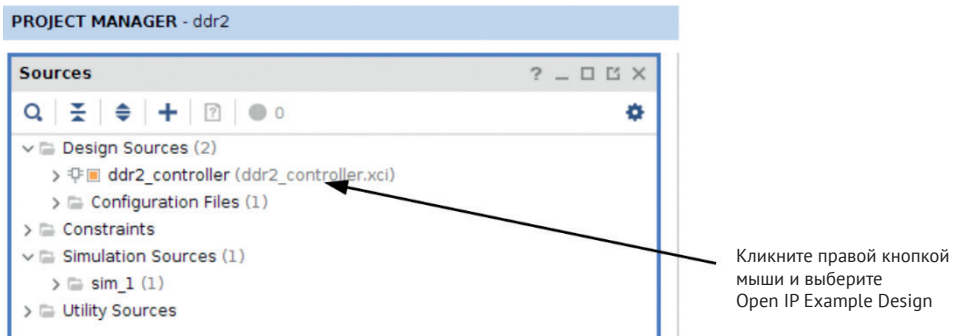 PROJECT MANAGER - ddr2
Sources
0
Design Sources (2)
ddr2_controller (ddr2_controller.xci)
Configuration Files (1)
Constraints
Simulation Sources (1)
sim_1 (1)
Utility Sources
Кликните правой кнопкой
мыши и выберите
Open IP Example Design